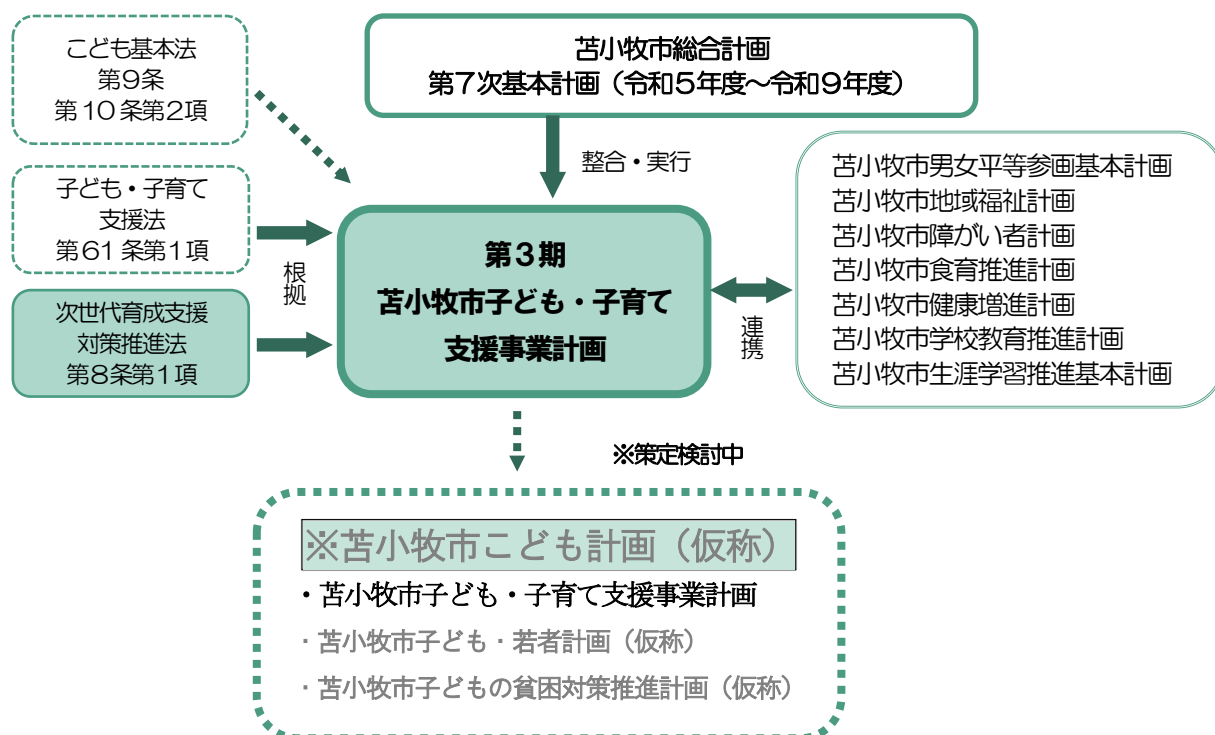 こども基本法
第9条
第10条第2項
苫小牧市総合計画
第7次基本計画(令和5年度~令和9年度)
整合・実行
子ども・子育て
支援法
第61条第1項
次世代育成支援
対策推進法
第8条第1項
根拠
第3期
苫小牧市子ども・子育て
支援事業計画
連携
苫小牧市男女平等参画基本計画
苫小牧市地域福祉計画
苫小牧市障がい者計画
苫小牧市食育推進計画
苫小牧市健康増進計画
苫小牧市学校教育推進計画
苫小牧市生涯学習推進基本計画
※策定検討中
※苫小牧市こども計画(仮称)
・苫小牧市子ども・子育て支援事業計画
・苫小牧市子ども・若者計画(仮称)
・苫小牧市子どもの貧困対策推進計画(仮称)